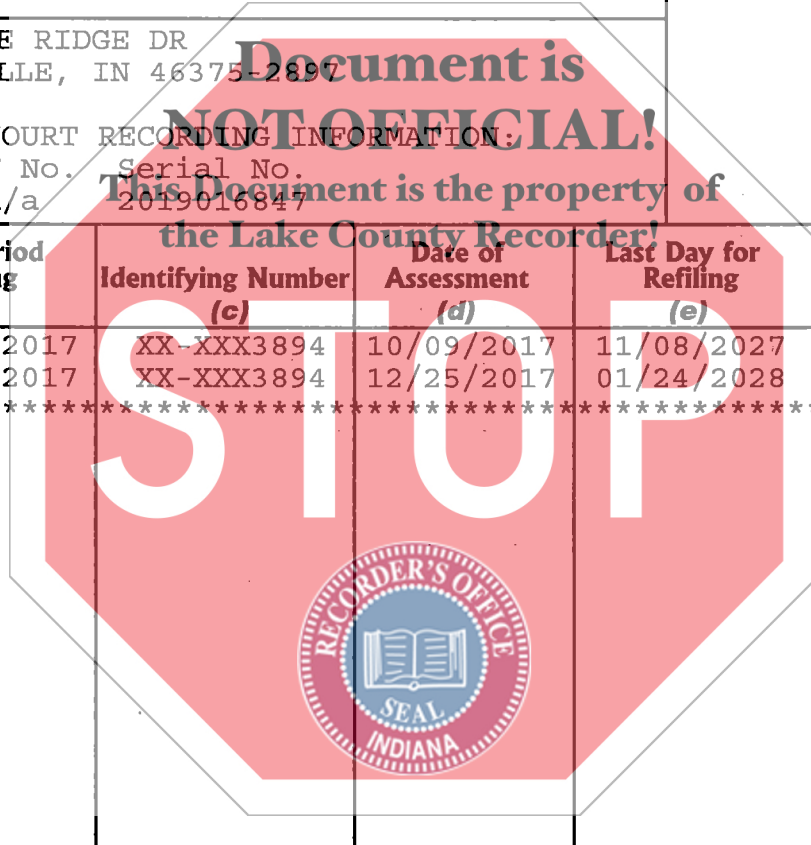 E RIDGE DR
LLE, IN 46375-2897
Document is
NOT OFFICIAL!
OURT RECORDING INFORMATION:
No. Serial No.
/a 2019016847
This Document is the property of
the Lake County Recorder!
riod
g
Identifying Number
(c)
Date of
Assessment
(d)
Last Day for
Refiling
(e)
2017 XX-XXX3894 10/09/2017 11/08/2027
2017 XX-XXX3894 12/25/2017 01/24/2028
STOP
RECORDER'S OFFICE
SEAL
INDIANA